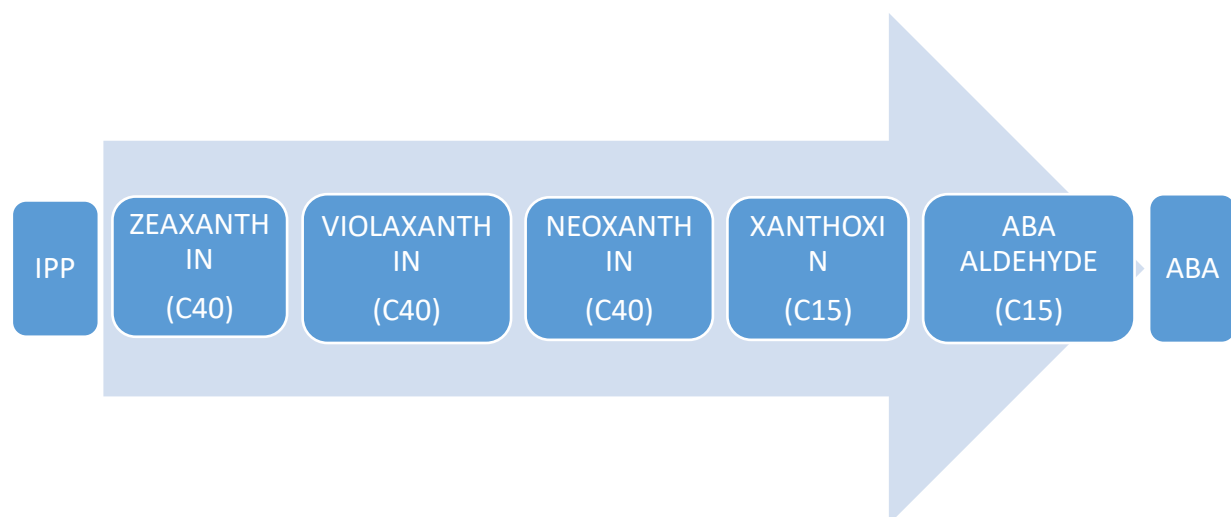 IPP
ZEAXANTH
IN
(C40)
VIOLAXANTH
IN
(C40)
NEOXANTH
IN
(C40)
XANTHOXI
N
(C15)
ABA
ALDEHYDE
(C15)
ABA